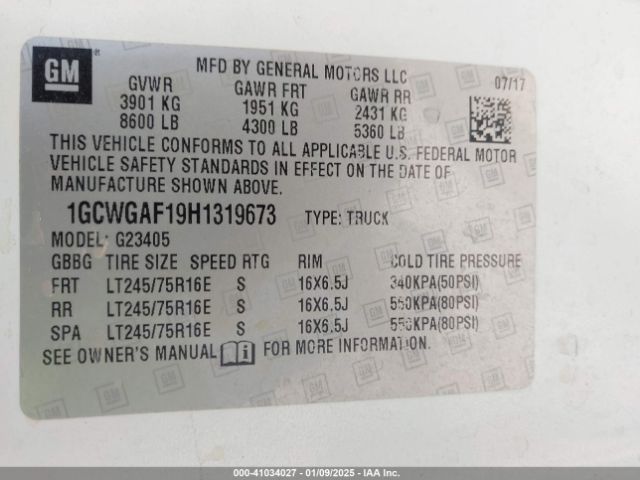 GM
MFD BY GENERAL MOTORS LLC 07/17
GVWR GAWR FRT GAWR RR
3901 KG 1951 KG 2431 KG
8600 LB 4300 LB 5360 LB
THIS VEHICLE CONFORMS TO ALL APPLICABLE U.S. FEDERAL MOTOR
VEHICLE SAFETY STANDARDS IN EFFECT ON THE DATE OF
MANUFACTURE SHOWN ABOVE.
1GCWGAF19H1319673 TYPE: TRUCK
MODEL: G23405
GBBG TIRE SIZE SPEED RTG RIM COLD TIRE PRESSURE
FRT LT245/75R16E S 16X6.5J 340KPA(50PSI)
RR LT245/75R16E S 16X6.5J 550KPA(80PSI)
SPA LT245/75R16E S 16X6.5J 550KPA(80PSI)
SEE OWNER'S MANUAL FOR MORE INFORMATION.
000-41034027 - 01/09/2025 - IAAI